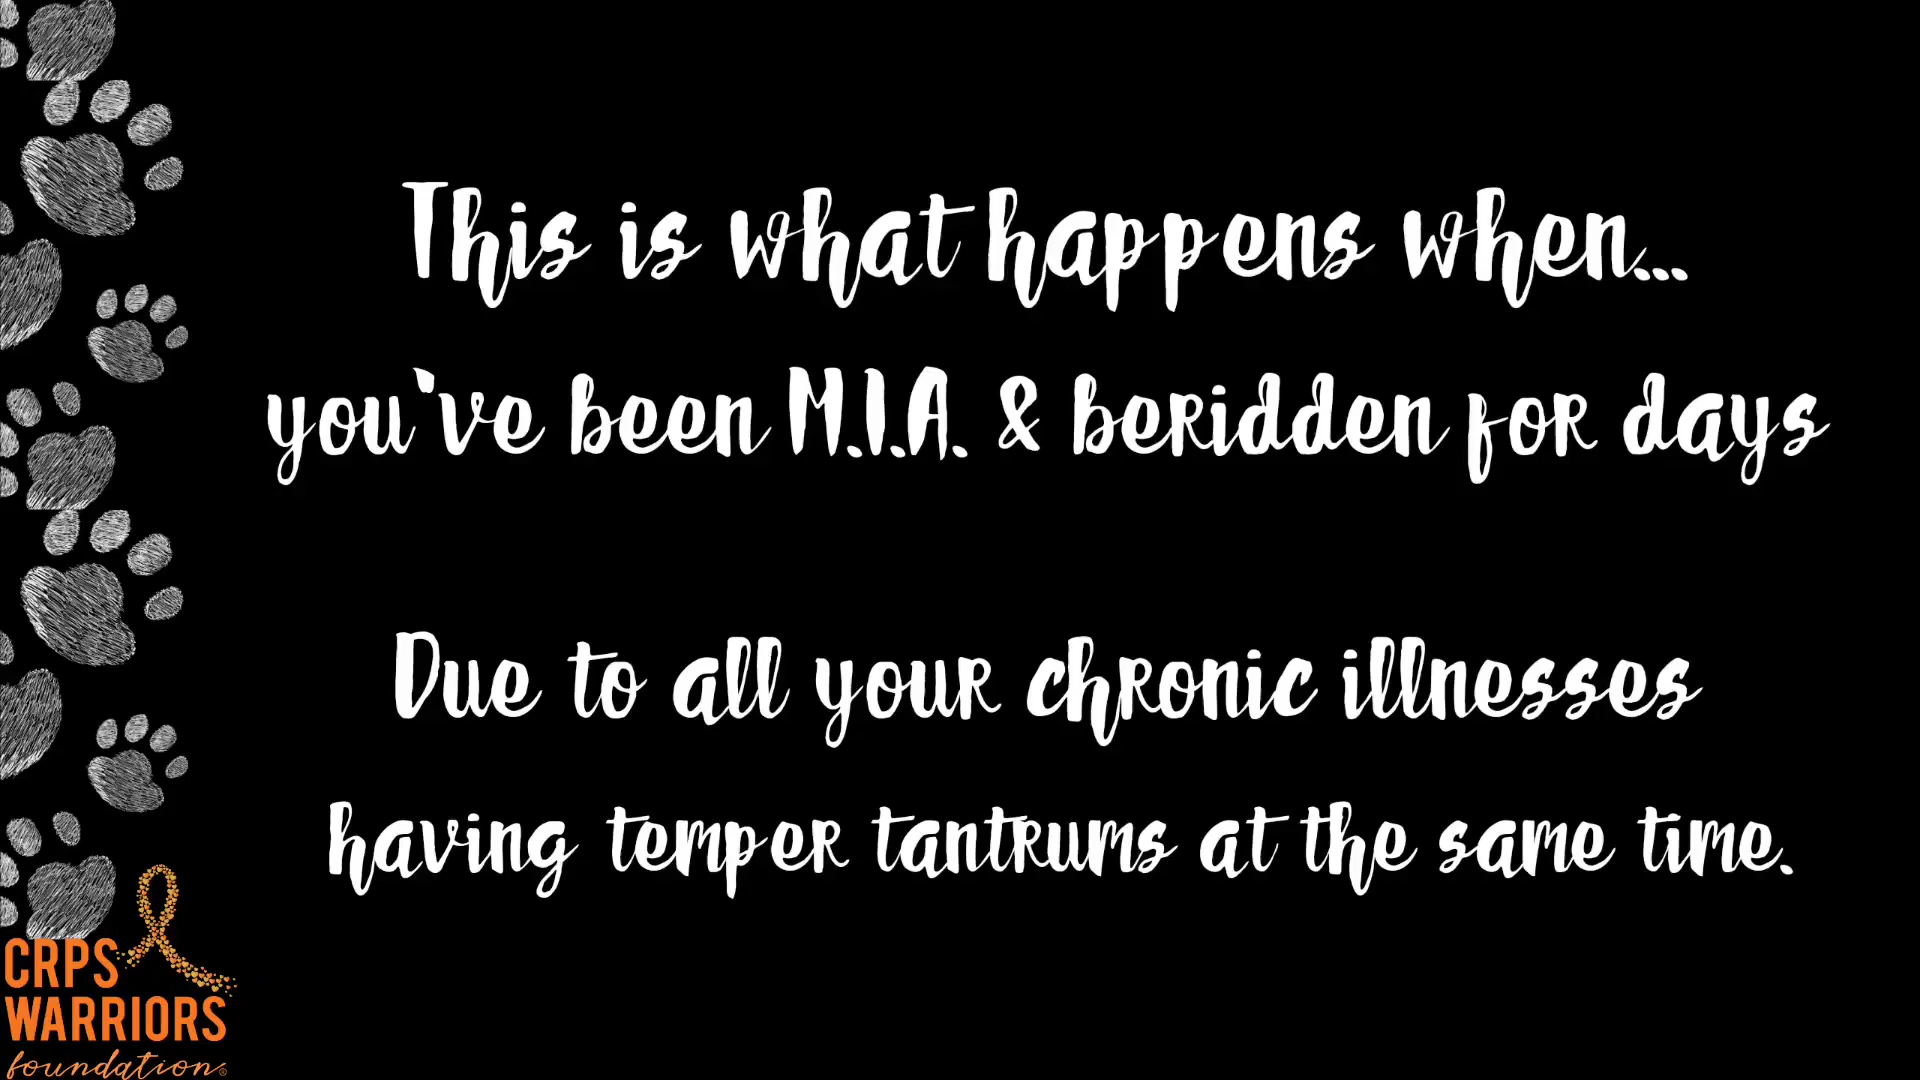 This is what happens when...
you've been M.I.A. & beridden for days
Due to all your chronic illnesses
having temper tantrums at the same time.
CRPS
WARRIORS
foundation®